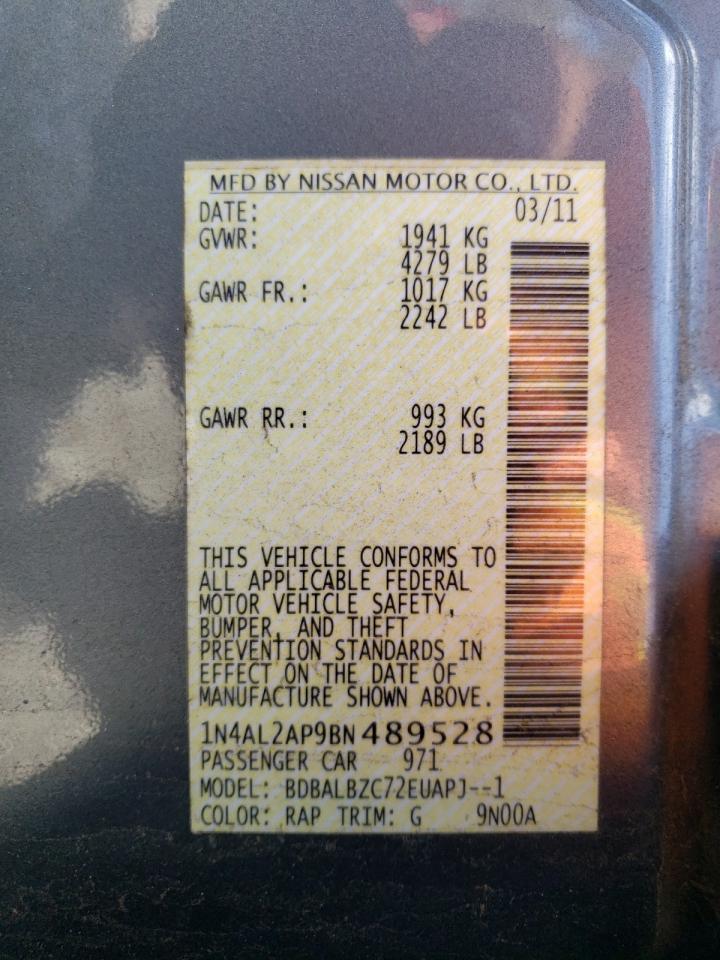 MFD BY NISSAN MOTOR CO., LTD.
DATE: 03/11
GVWR: 1941 KG
4279 LB
GAWR FR.: 1017 KG
2242 LB
GAWR RR.: 993 KG
2189 LB
THIS VEHICLE CONFORMS TO
ALL APPLICABLE FEDERAL
MOTOR VEHICLE SAFETY,
BUMPER, AND THEFT
PREVENTION STANDARDS IN
EFFECT ON THE DATE OF
MANUFACTURE SHOWN ABOVE.
1N4AL2AP9BN489528
PASSENGER CAR 971
MODEL: BDBALBZC72EUAPJ--1
COLOR: RAP TRIM: G 9N00A